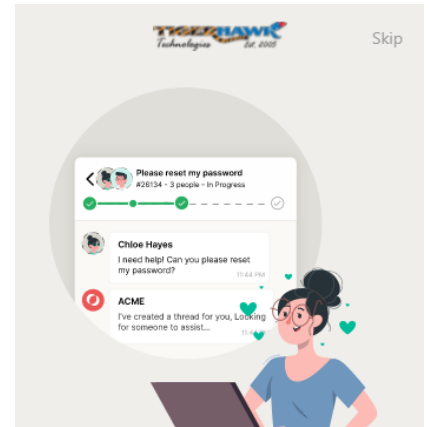 TIGERHAWK
Technologies Est. 2005
Skip
Please reset my password
#26134 - 3 people - In Progress
Chloe Hayes
I need help! Can you please reset
my password?
11:44 PM
ACME
I've created a thread for you, Looking
for someone to assist...
11:44